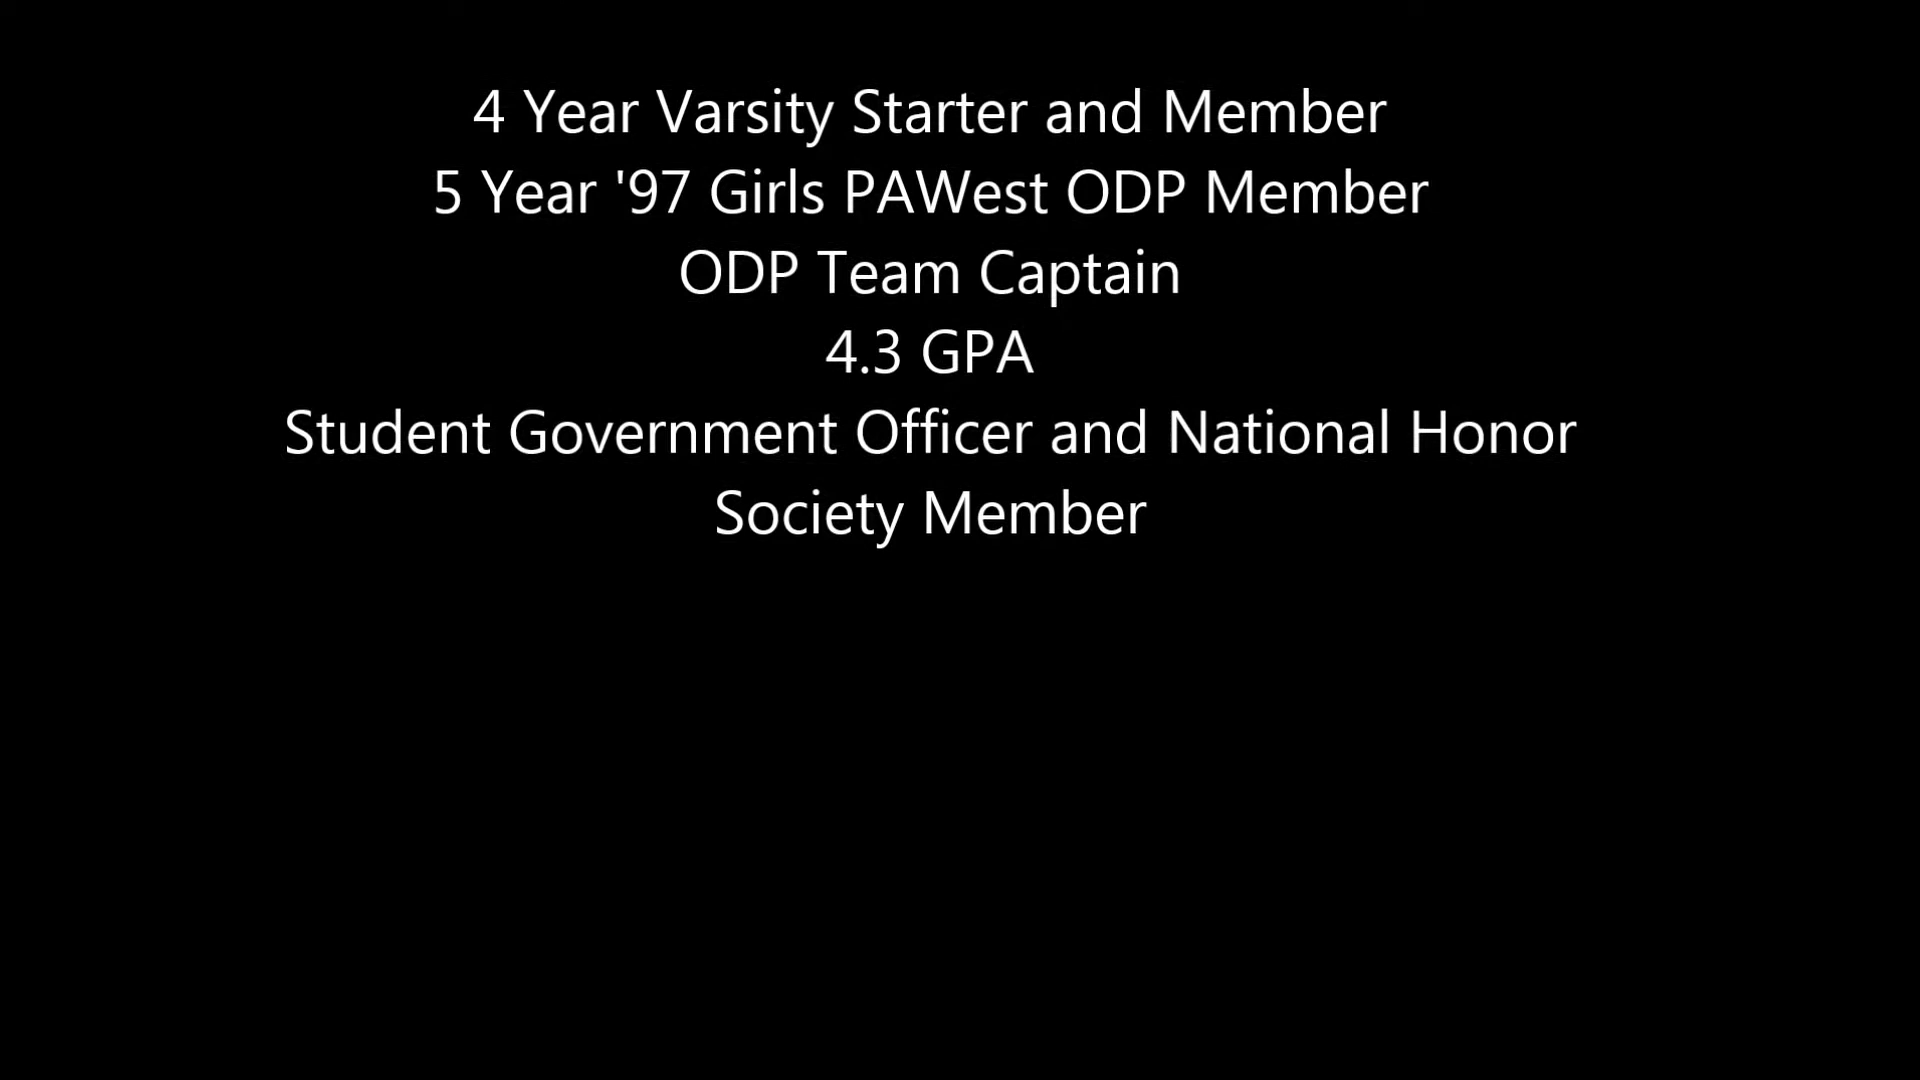 4 Year Varsity Starter and Member
5 Year '97 Girls PAWest ODP Member
ODP Team Captain
4.3 GPA
Student Government Officer and National Honor
Society Member